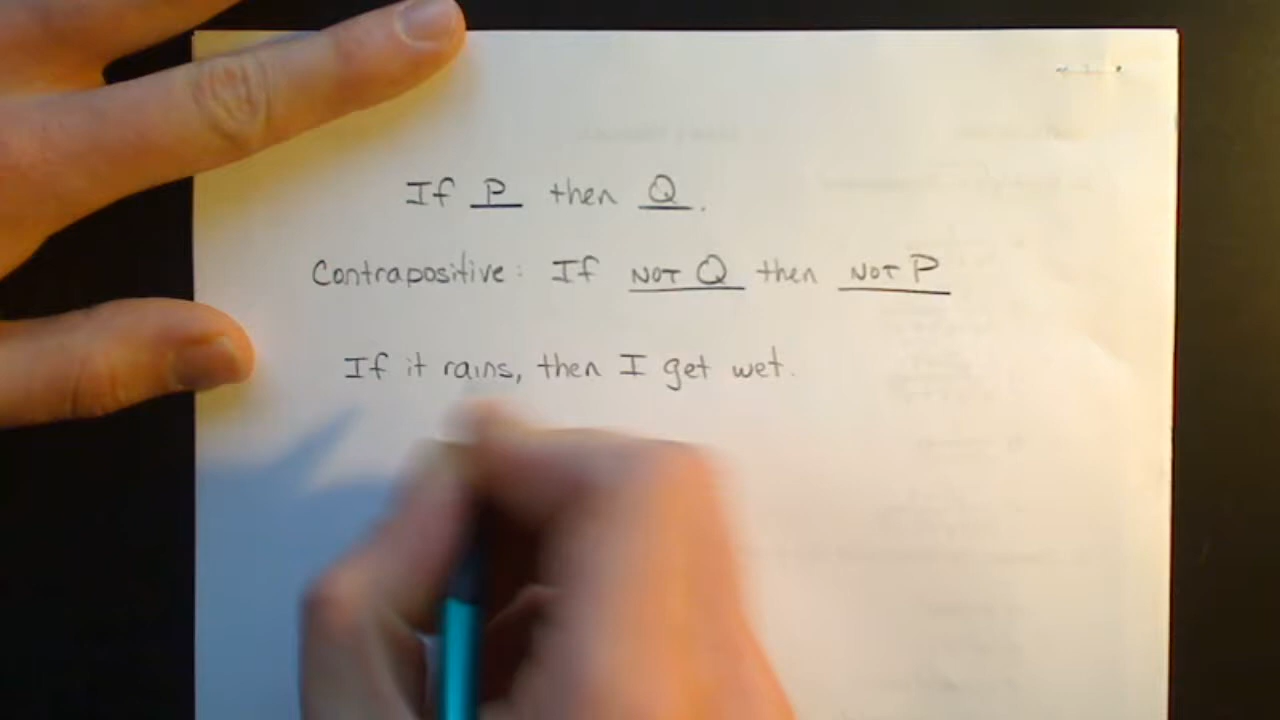 If P then Q.
Contrapositive: If NOT Q then NOT P
If it rains, then I get wet.